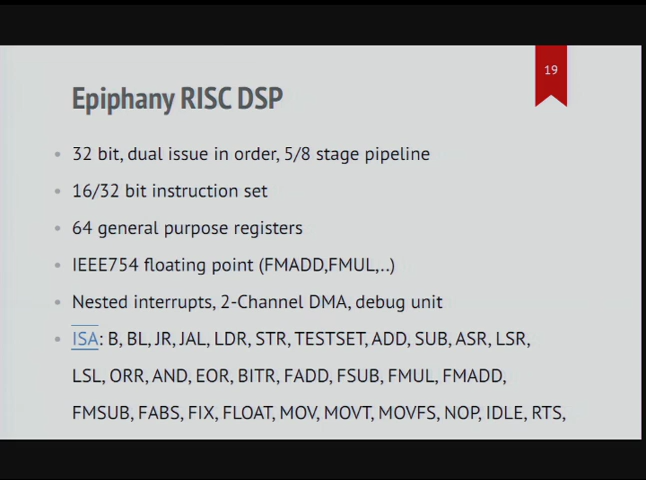 19
Epiphany RISC DSP
32 bit, dual issue in order, 5/8 stage pipeline
16/32 bit instruction set
64 general purpose registers
IEEE754 floating point (FMADD,FMUL,..)
Nested interrupts, 2-Channel DMA, debug unit
ISA: B, BL, JR, JAL, LDR, STR, TESTSET, ADD, SUB, ASR, LSR,
LSL, ORR, AND, EOR, BITR, FADD, FSUB, FMUL, FMADD,
FMSUB, FABS, FIX, FLOAT, MOV, MOVT, MOVFS, NOP, IDLE, RTS,